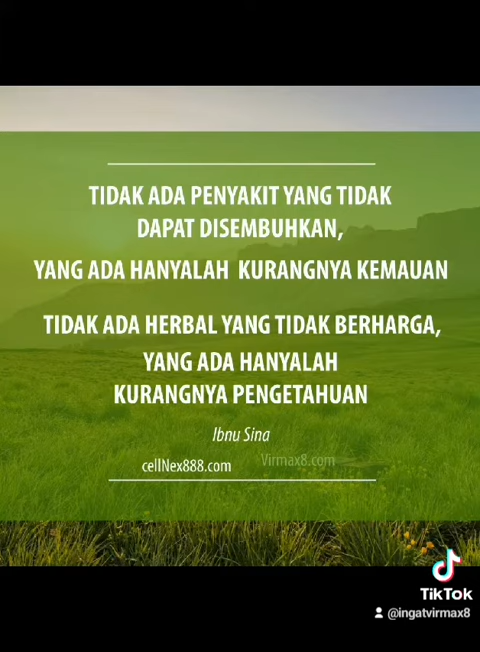 TIDAK ADA PENYAKIT YANG TIDAK
DAPAT DISEMBUHKAN,
YANG ADA HANYALAH KURANGNYA KEMAUAN
TIDAK ADA HERBAL YANG TIDAK BERHARGA,
YANG ADA HANYALAH
KURANGNYA PENGETAHUAN
Ibnu Sina
cellNex888.com Virmax8.com
TikTok
@ingatvirmax8